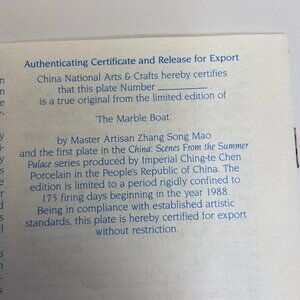 Authenticating Certificate and Release for Export
China National Arts & Crafts hereby certifies
that this plate Number ___________
is a true original from the limited edition of
'The Marble Boat'
by Master Artisan Zhang Song Mao
and the first plate in the China: Scenes From the Summer
Palace series produced by Imperial Ching-te Chen
Porcelain in the People's Republic of China. The
edition is limited to a period rigidly confined to
175 firing days beginning in the year 1988.
Being in compliance with established artistic
standards, this plate is hereby certified for export
without restriction.